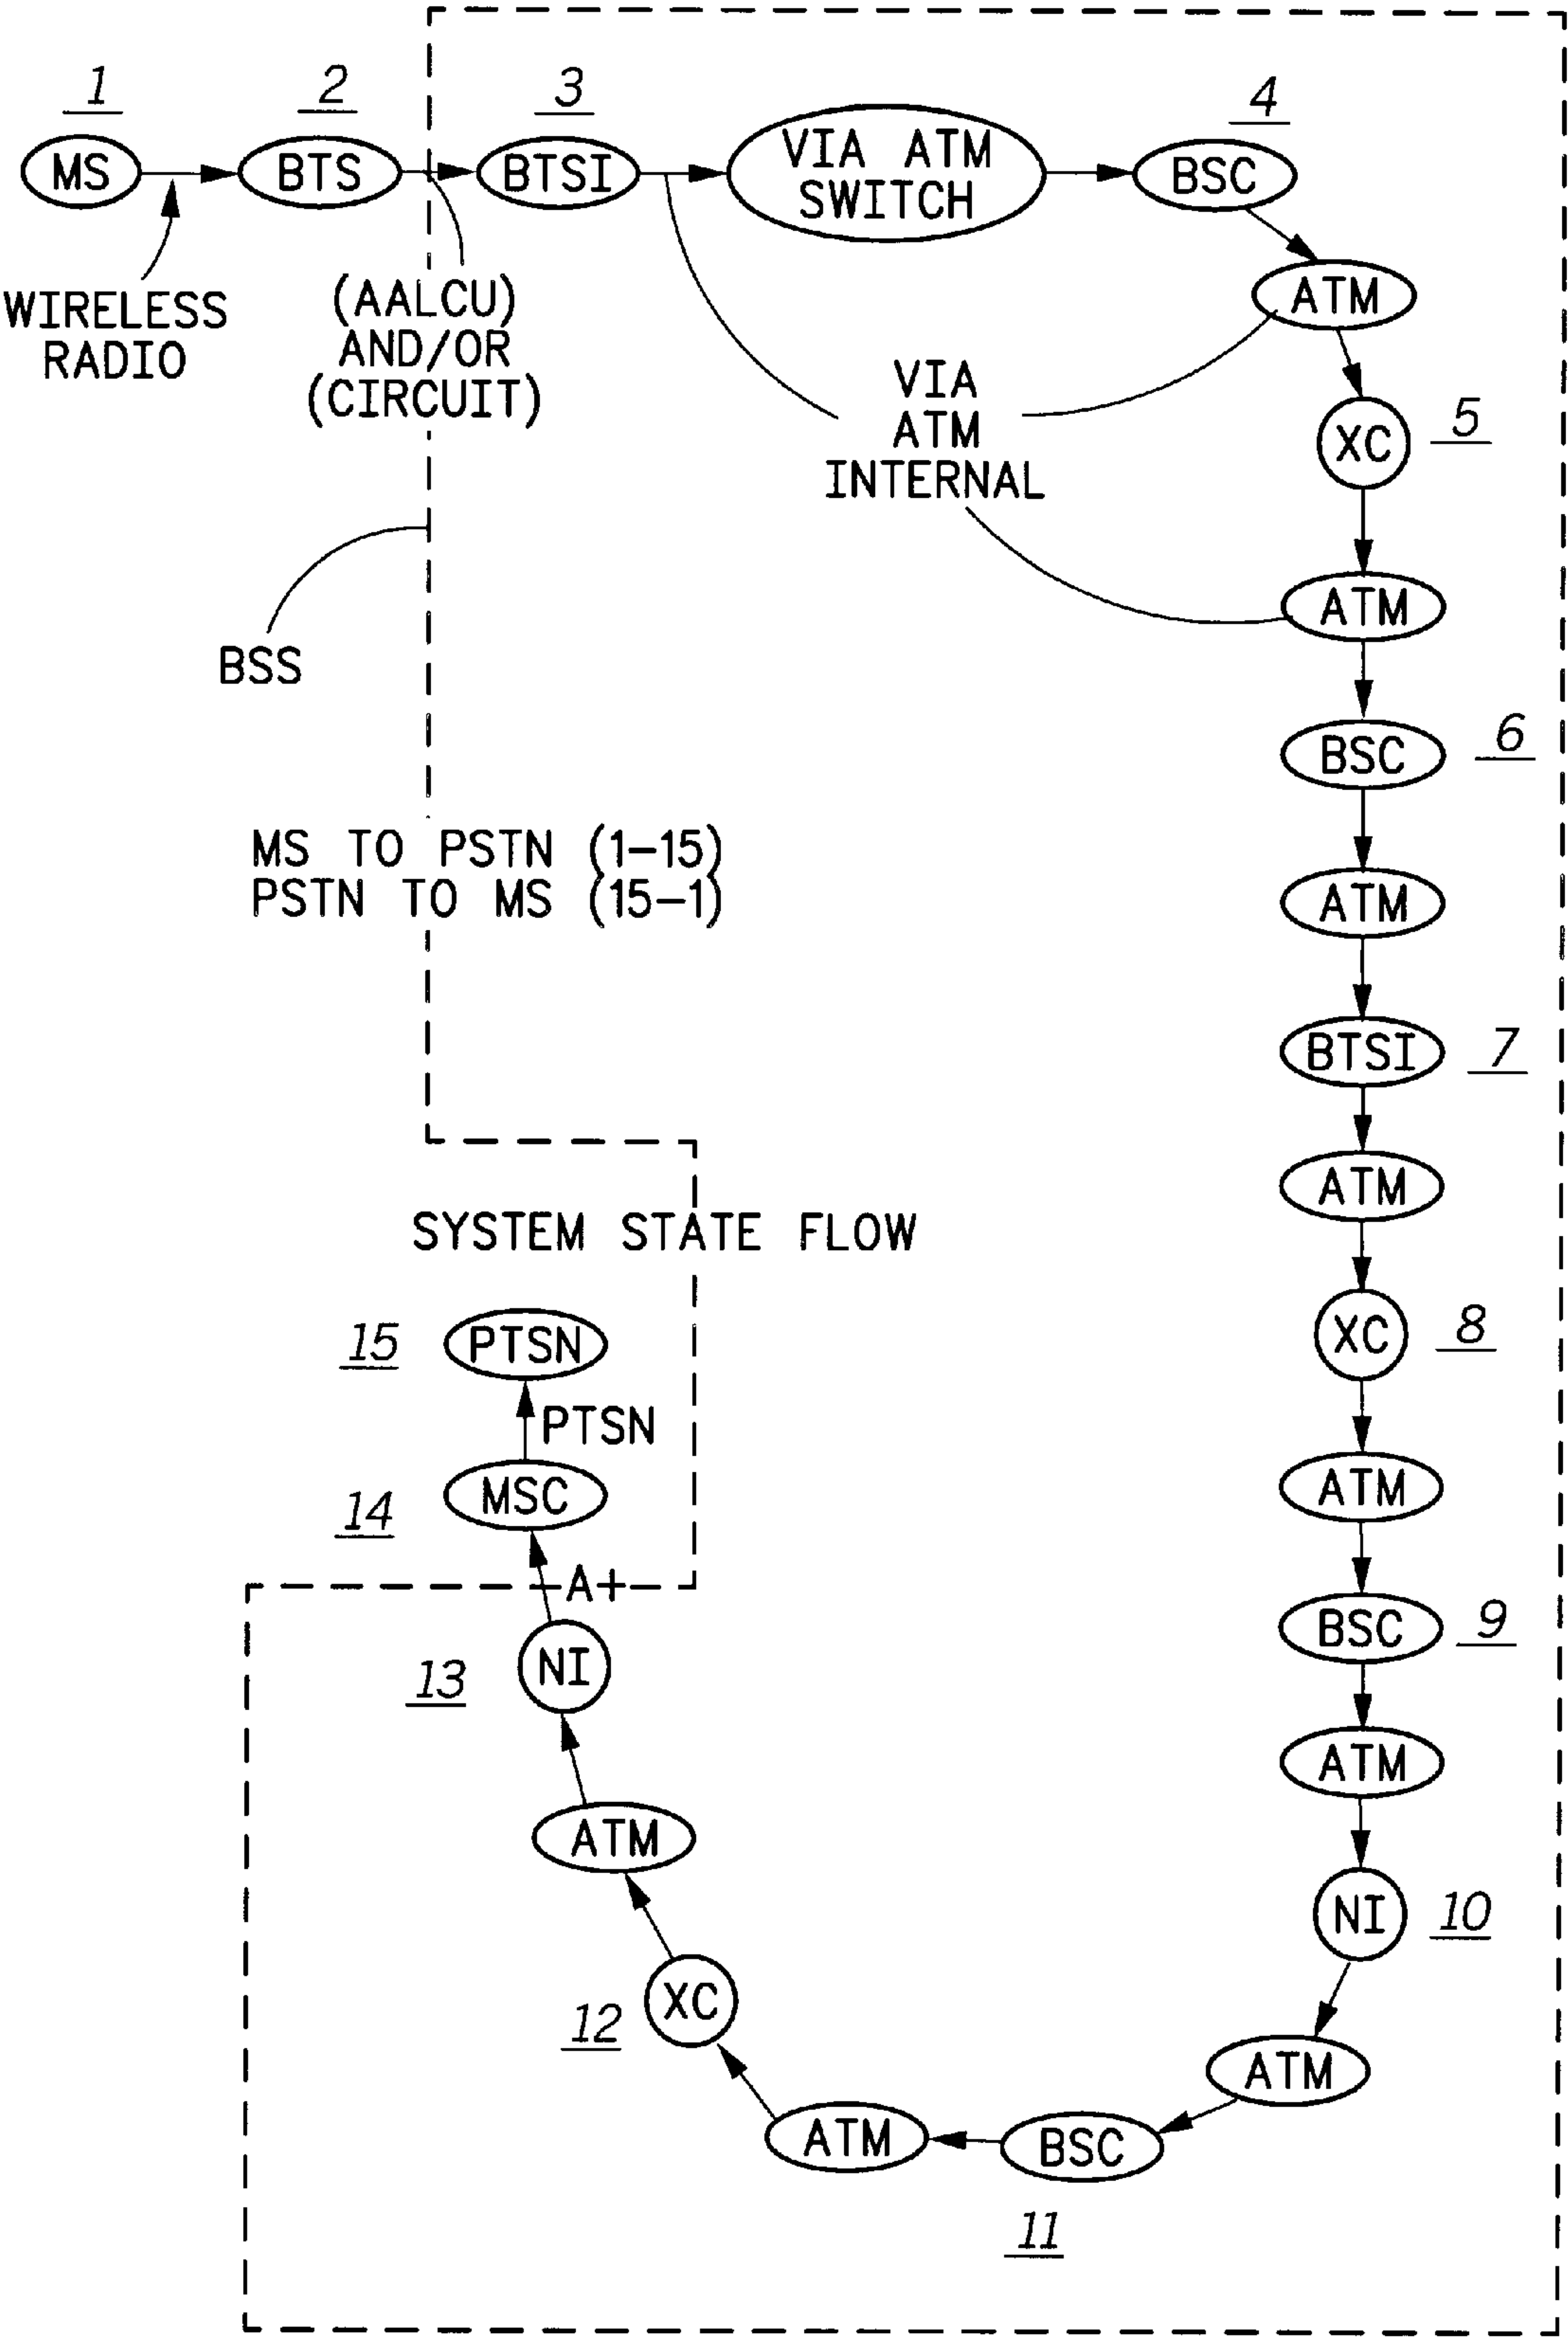 1
2
3
4
MS
BTS
BTSI
VIA ATM
SWITCH
BSC
ATM
WIRELESS
RADIO
(AALCU)
AND/OR
(CIRCUIT)
VIA
ATM
INTERNAL
XC
5
ATM
BSS
BSC
6
MS TO PSTN (1-15)
PSTN TO MS (15-1)
ATM
BTSI
7
ATM
SYSTEM STATE FLOW
15
PTSN
XC
8
PTSN
14
MSC
ATM
A+
BSC
9
13
NI
ATM
ATM
NI
10
12
XC
ATM
ATM
BSC
11